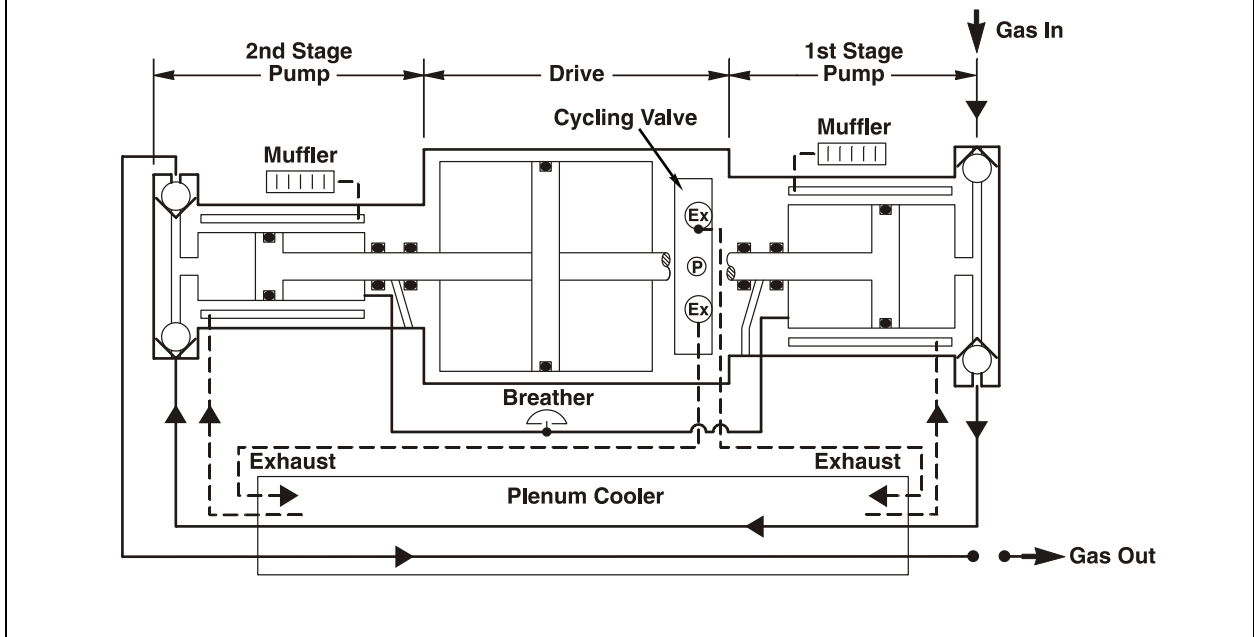 Gas In
2nd Stage
Pump
Drive
1st Stage
Pump
Cycling Valve
Muffler
Muffler
Ex
P
Ex
Breather
Exhaust
Exhaust
Plenum Cooler
Gas Out